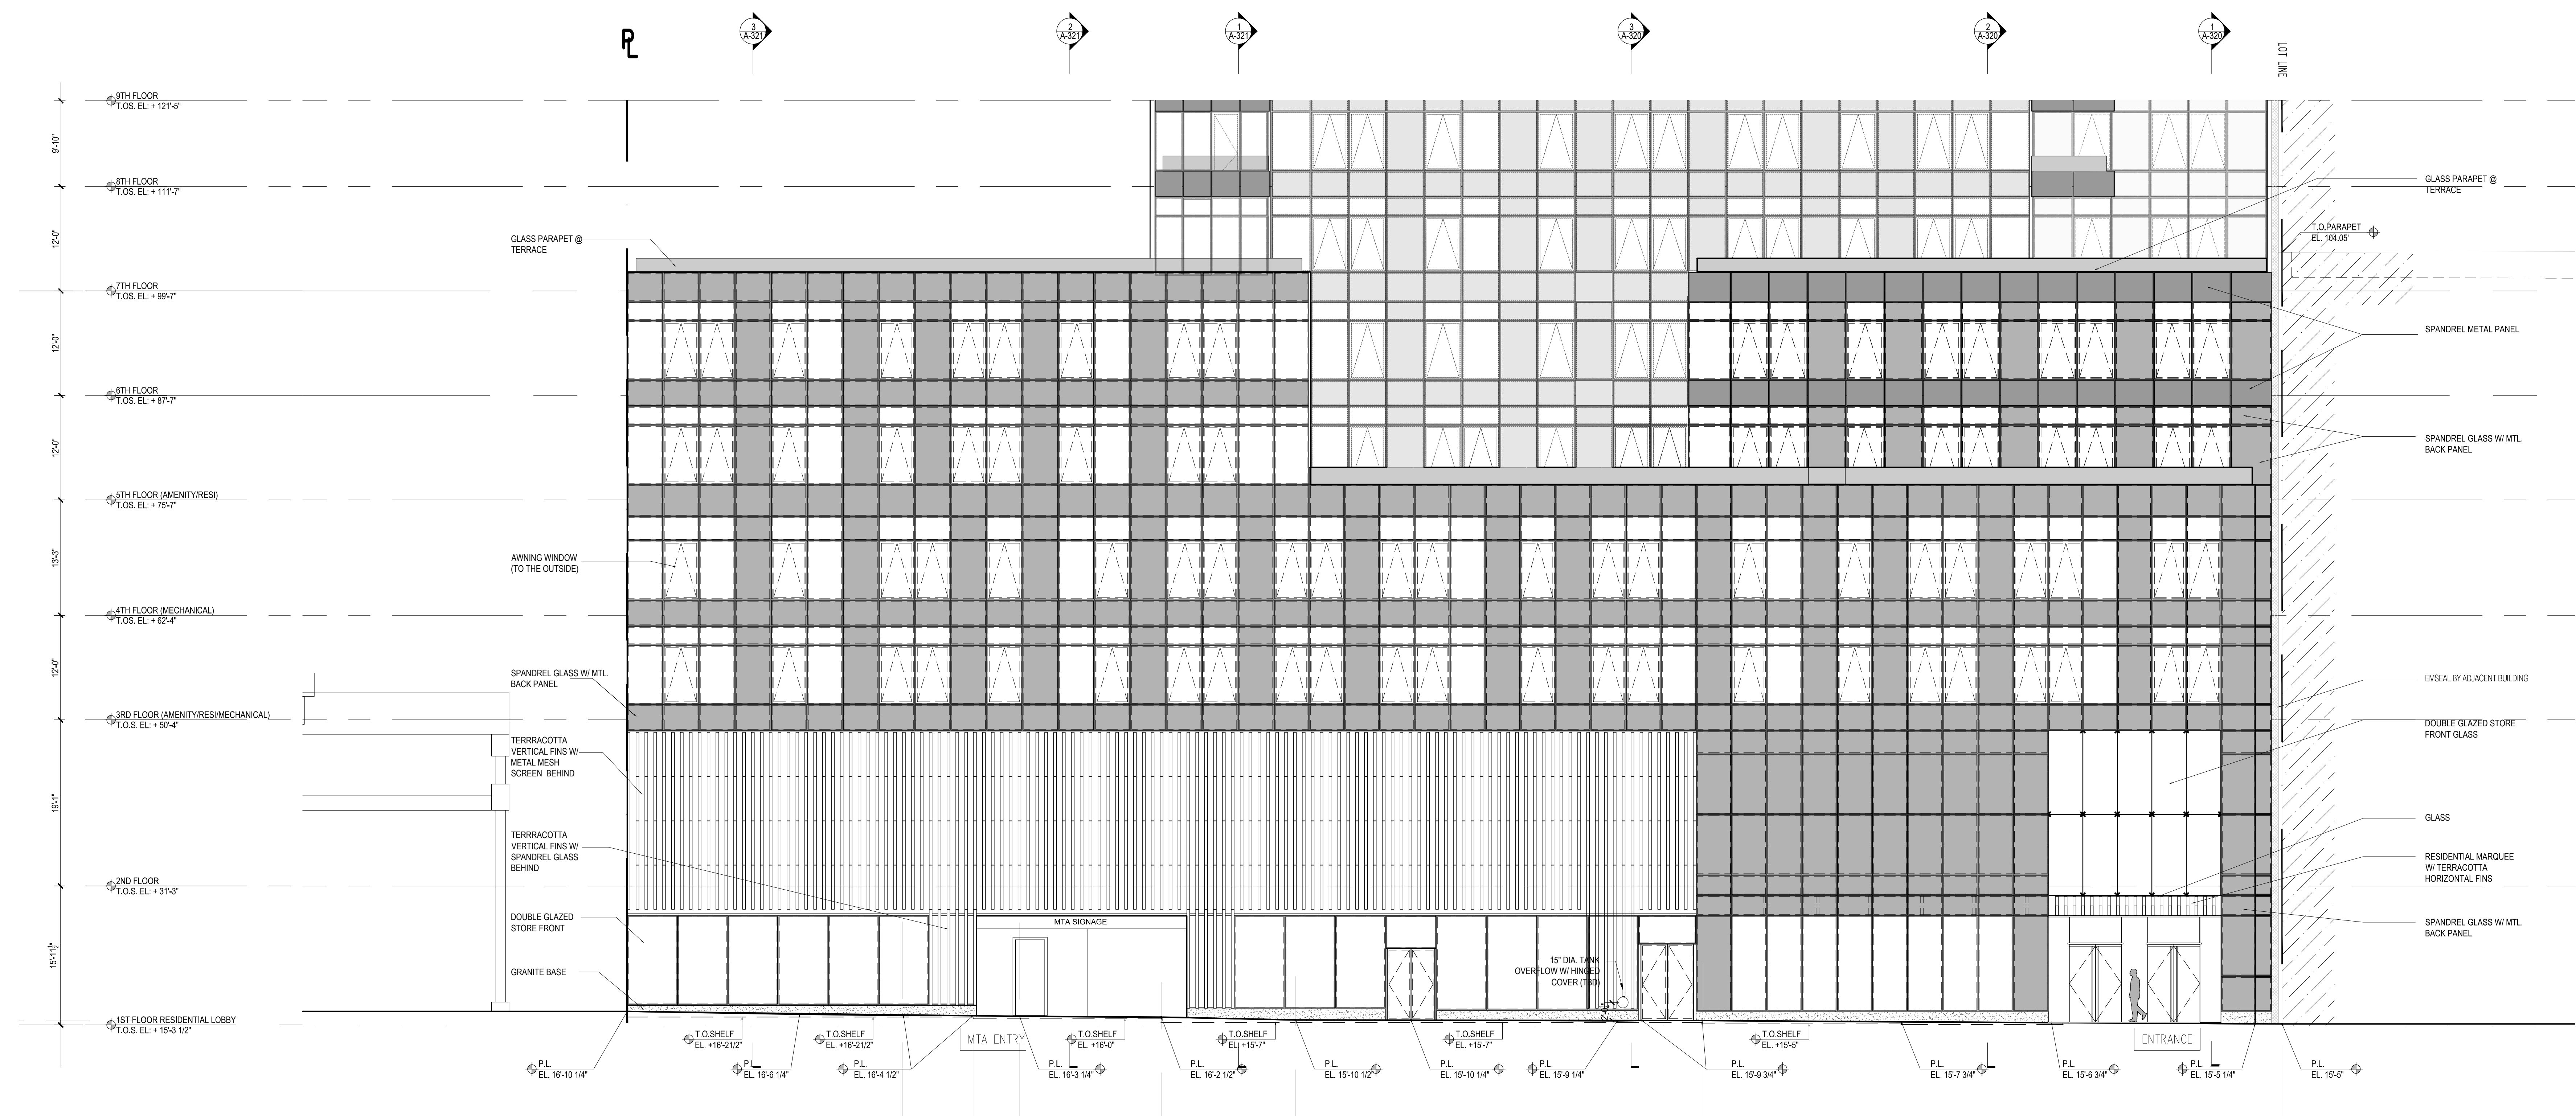 PL
3
A-321
2
A-321
1
A-321
3
A-320
2
A-320
1
A-320
LOT LINE
9TH FLOOR
T.OS. EL: + 121'-5"
9'-10"
8TH FLOOR
T.OS. EL: + 111'-7"
12'-0"
7TH FLOOR
T.OS. EL: + 99'-7"
12'-0"
6TH FLOOR
T.OS. EL: + 87'-7"
12'-0"
5TH FLOOR (AMENITY/RESI)
T.OS. EL: + 75'-7"
13'-3"
4TH FLOOR (MECHANICAL)
T.OS. EL: + 62'-4"
12'-0"
3RD FLOOR (AMENITY/RESI/MECHANICAL)
T.O.S. EL: + 50'-4"
19'-1"
2ND FLOOR
T.O.S. EL: + 31'-3"
15'-11 1/2"
1ST FLOOR RESIDENTIAL LOBBY
T.O.S. EL: + 15'-3 1/2"
GLASS PARAPET @
TERRACE
AWNING WINDOW
(TO THE OUTSIDE)
SPANDREL GLASS W/ MTL.
BACK PANEL
TERRRACOTTA
VERTICAL FINS W/
METAL MESH
SCREEN BEHIND
TERRRACOTTA
VERTICAL FINS W/
SPANDREL GLASS
BEHIND
DOUBLE GLAZED
STORE FRONT
GRANITE BASE
MTA SIGNAGE
15" DIA. TANK
OVERFLOW W/ HINGED
COVER (TBD)
GLASS PARAPET @
TERRACE
T.O.PARAPET
EL. 104.05'
SPANDREL METAL PANEL
SPANDREL GLASS W/ MTL.
BACK PANEL
EMSEAL BY ADJACENT BUILDING
DOUBLE GLAZED STORE
FRONT GLASS
GLASS
RESIDENTIAL MARQUEE
W/ TERRACOTTA
HORIZONTAL FINS
SPANDREL GLASS W/ MTL.
BACK PANEL
T.O.SHELF
EL. +16'-21/2"
T.O.SHELF
EL. +16'-21/2"
MTA ENTRY
T.O.SHELF
EL. +16'-0"
T.O.SHELF
EL. +15'-7"
T.O.SHELF
EL. +15'-7"
T.O.SHELF
EL. +15'-5"
ENTRANCE
P.L.
EL. 16'-10 1/4"
P.L.
EL. 16'-6 1/4"
P.L.
EL. 16'-4 1/2"
P.L.
EL. 16'-3 1/4"
P.L.
EL. 16'-2 1/2"
P.L.
EL. 15'-10 1/2"
P.L.
EL. 15'-10 1/4"
P.L.
EL. 15'-9 1/4"
P.L.
EL. 15'-9 3/4"
P.L.
EL. 15'-7 3/4"
P.L.
EL. 15'-6 3/4"
P.L.
EL. 15'-5 1/4"
P.L.
EL. 15'-5"